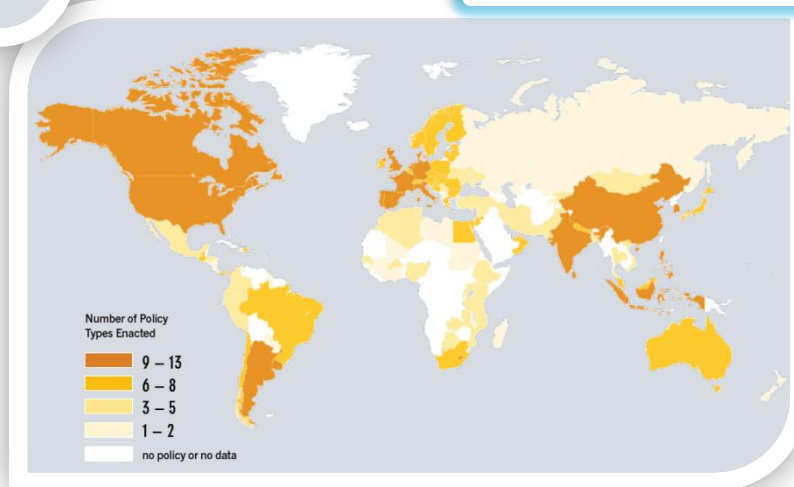 Number of Policy
Types Enacted
9 – 13
6 – 8
3 – 5
1 – 2
no policy or no data